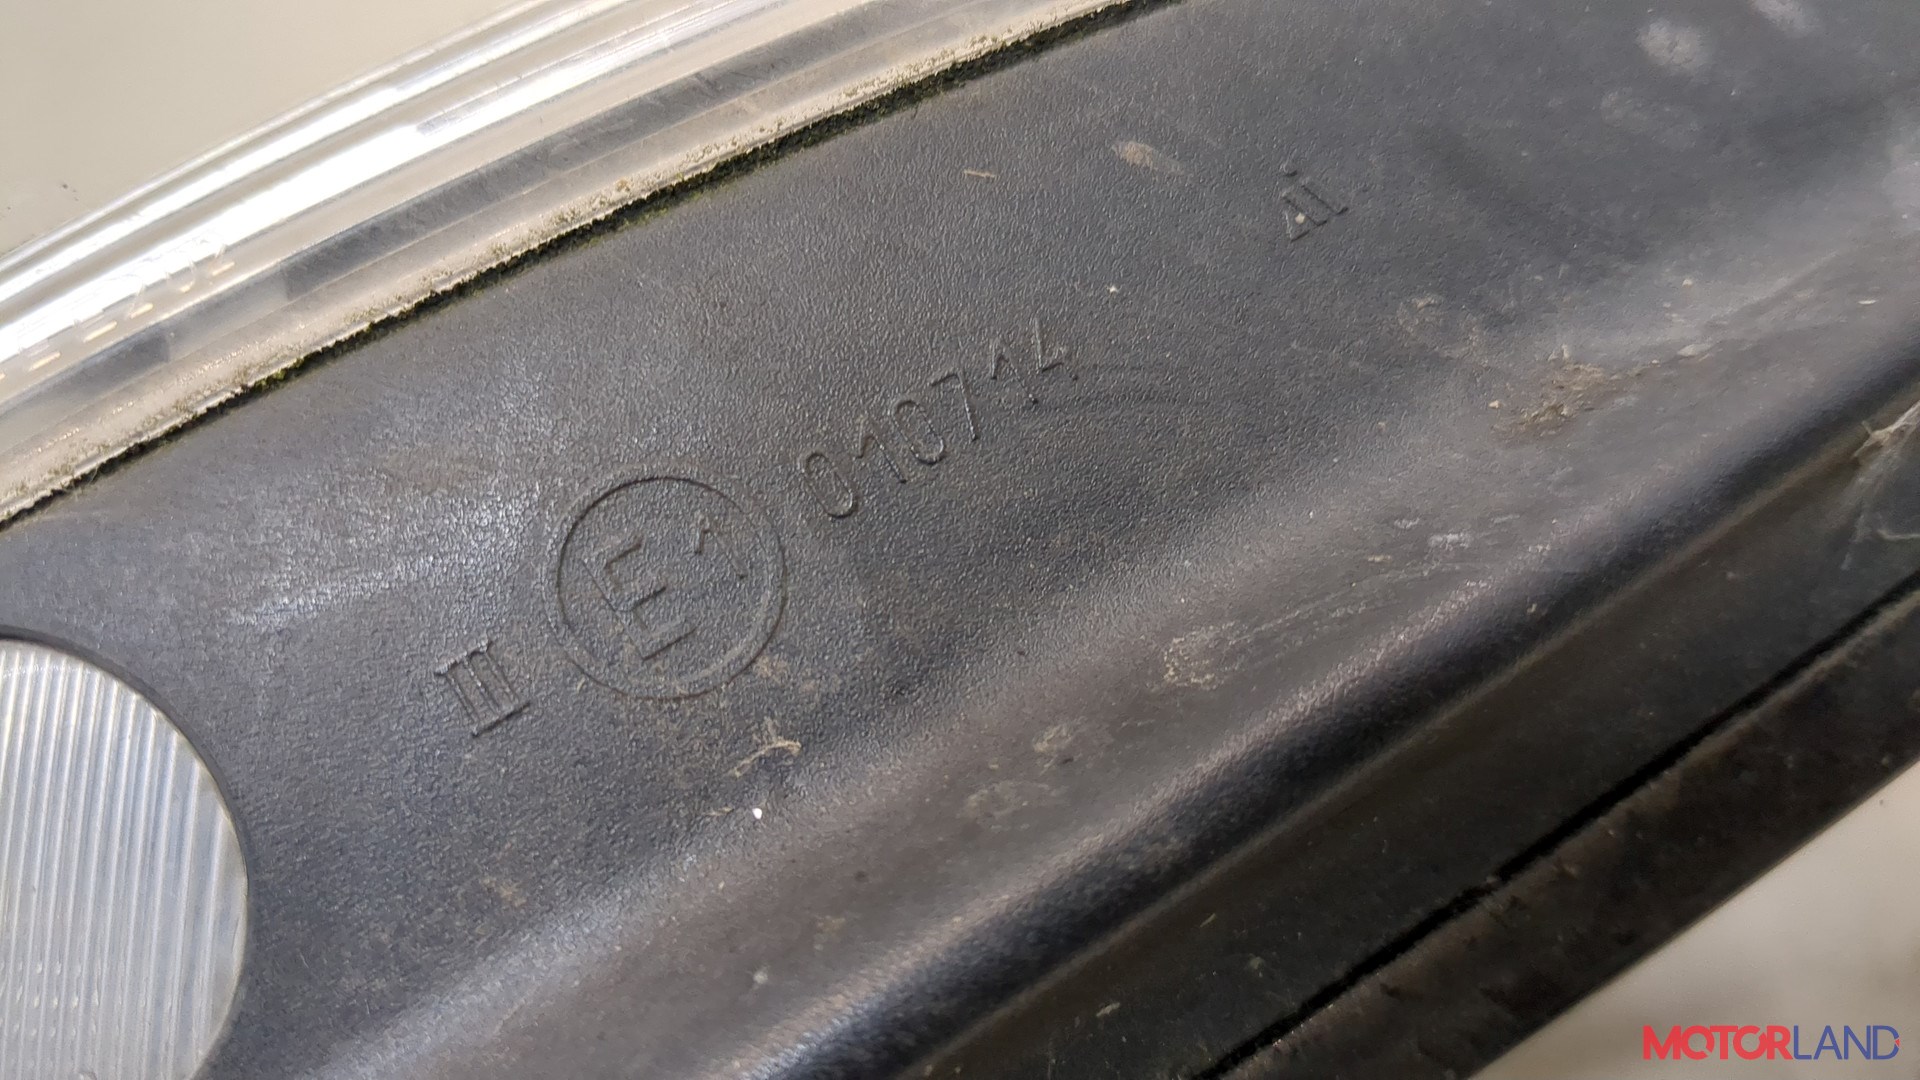 III E1 010714
MOTORLAND